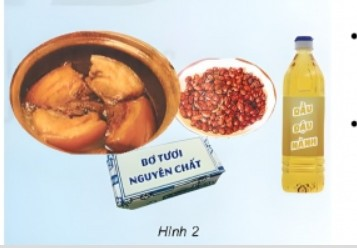 BƠ TƯƠI
NGUYÊN CHẤT
DẦU
ĐẬU
NÀNH
Hình 2